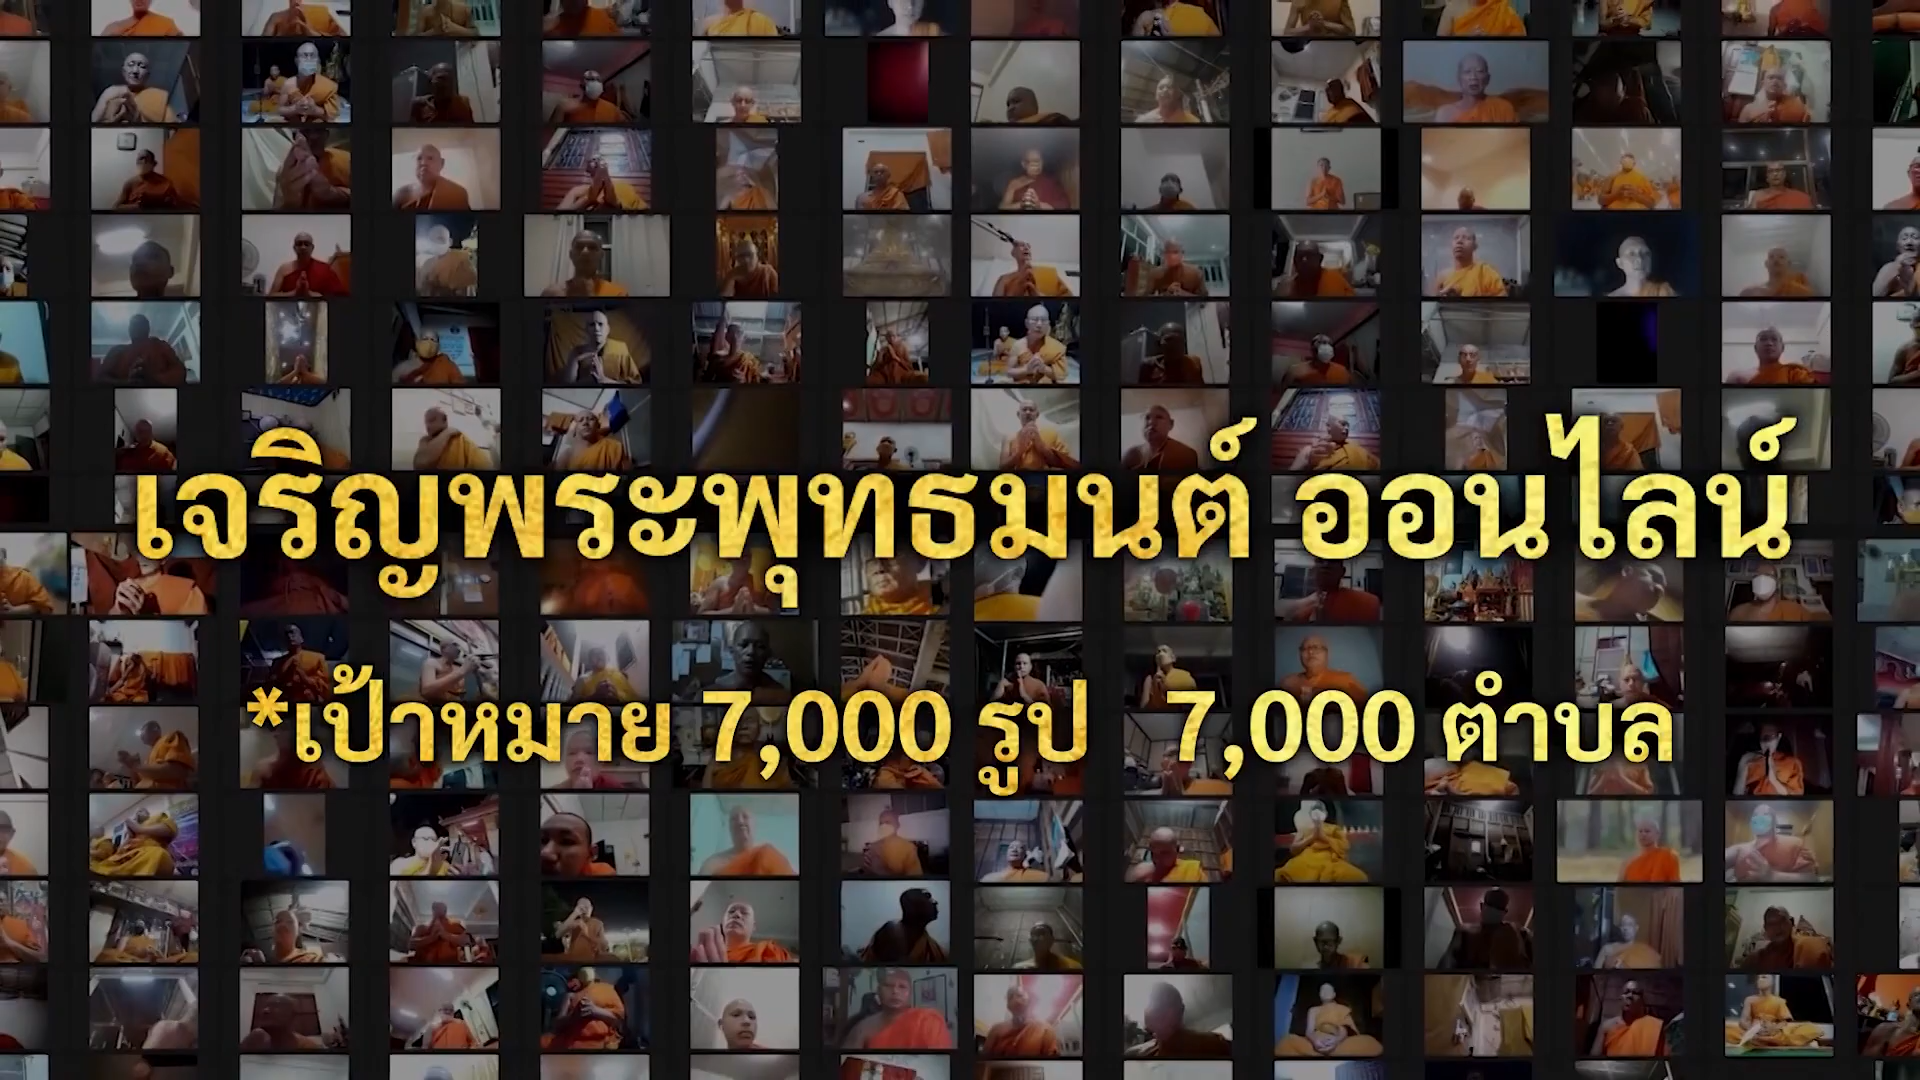 เจริญพระพุทธมนต์ ออนไลน์
*เป้าหมาย 7,000 รูป 7,000 ตำบล